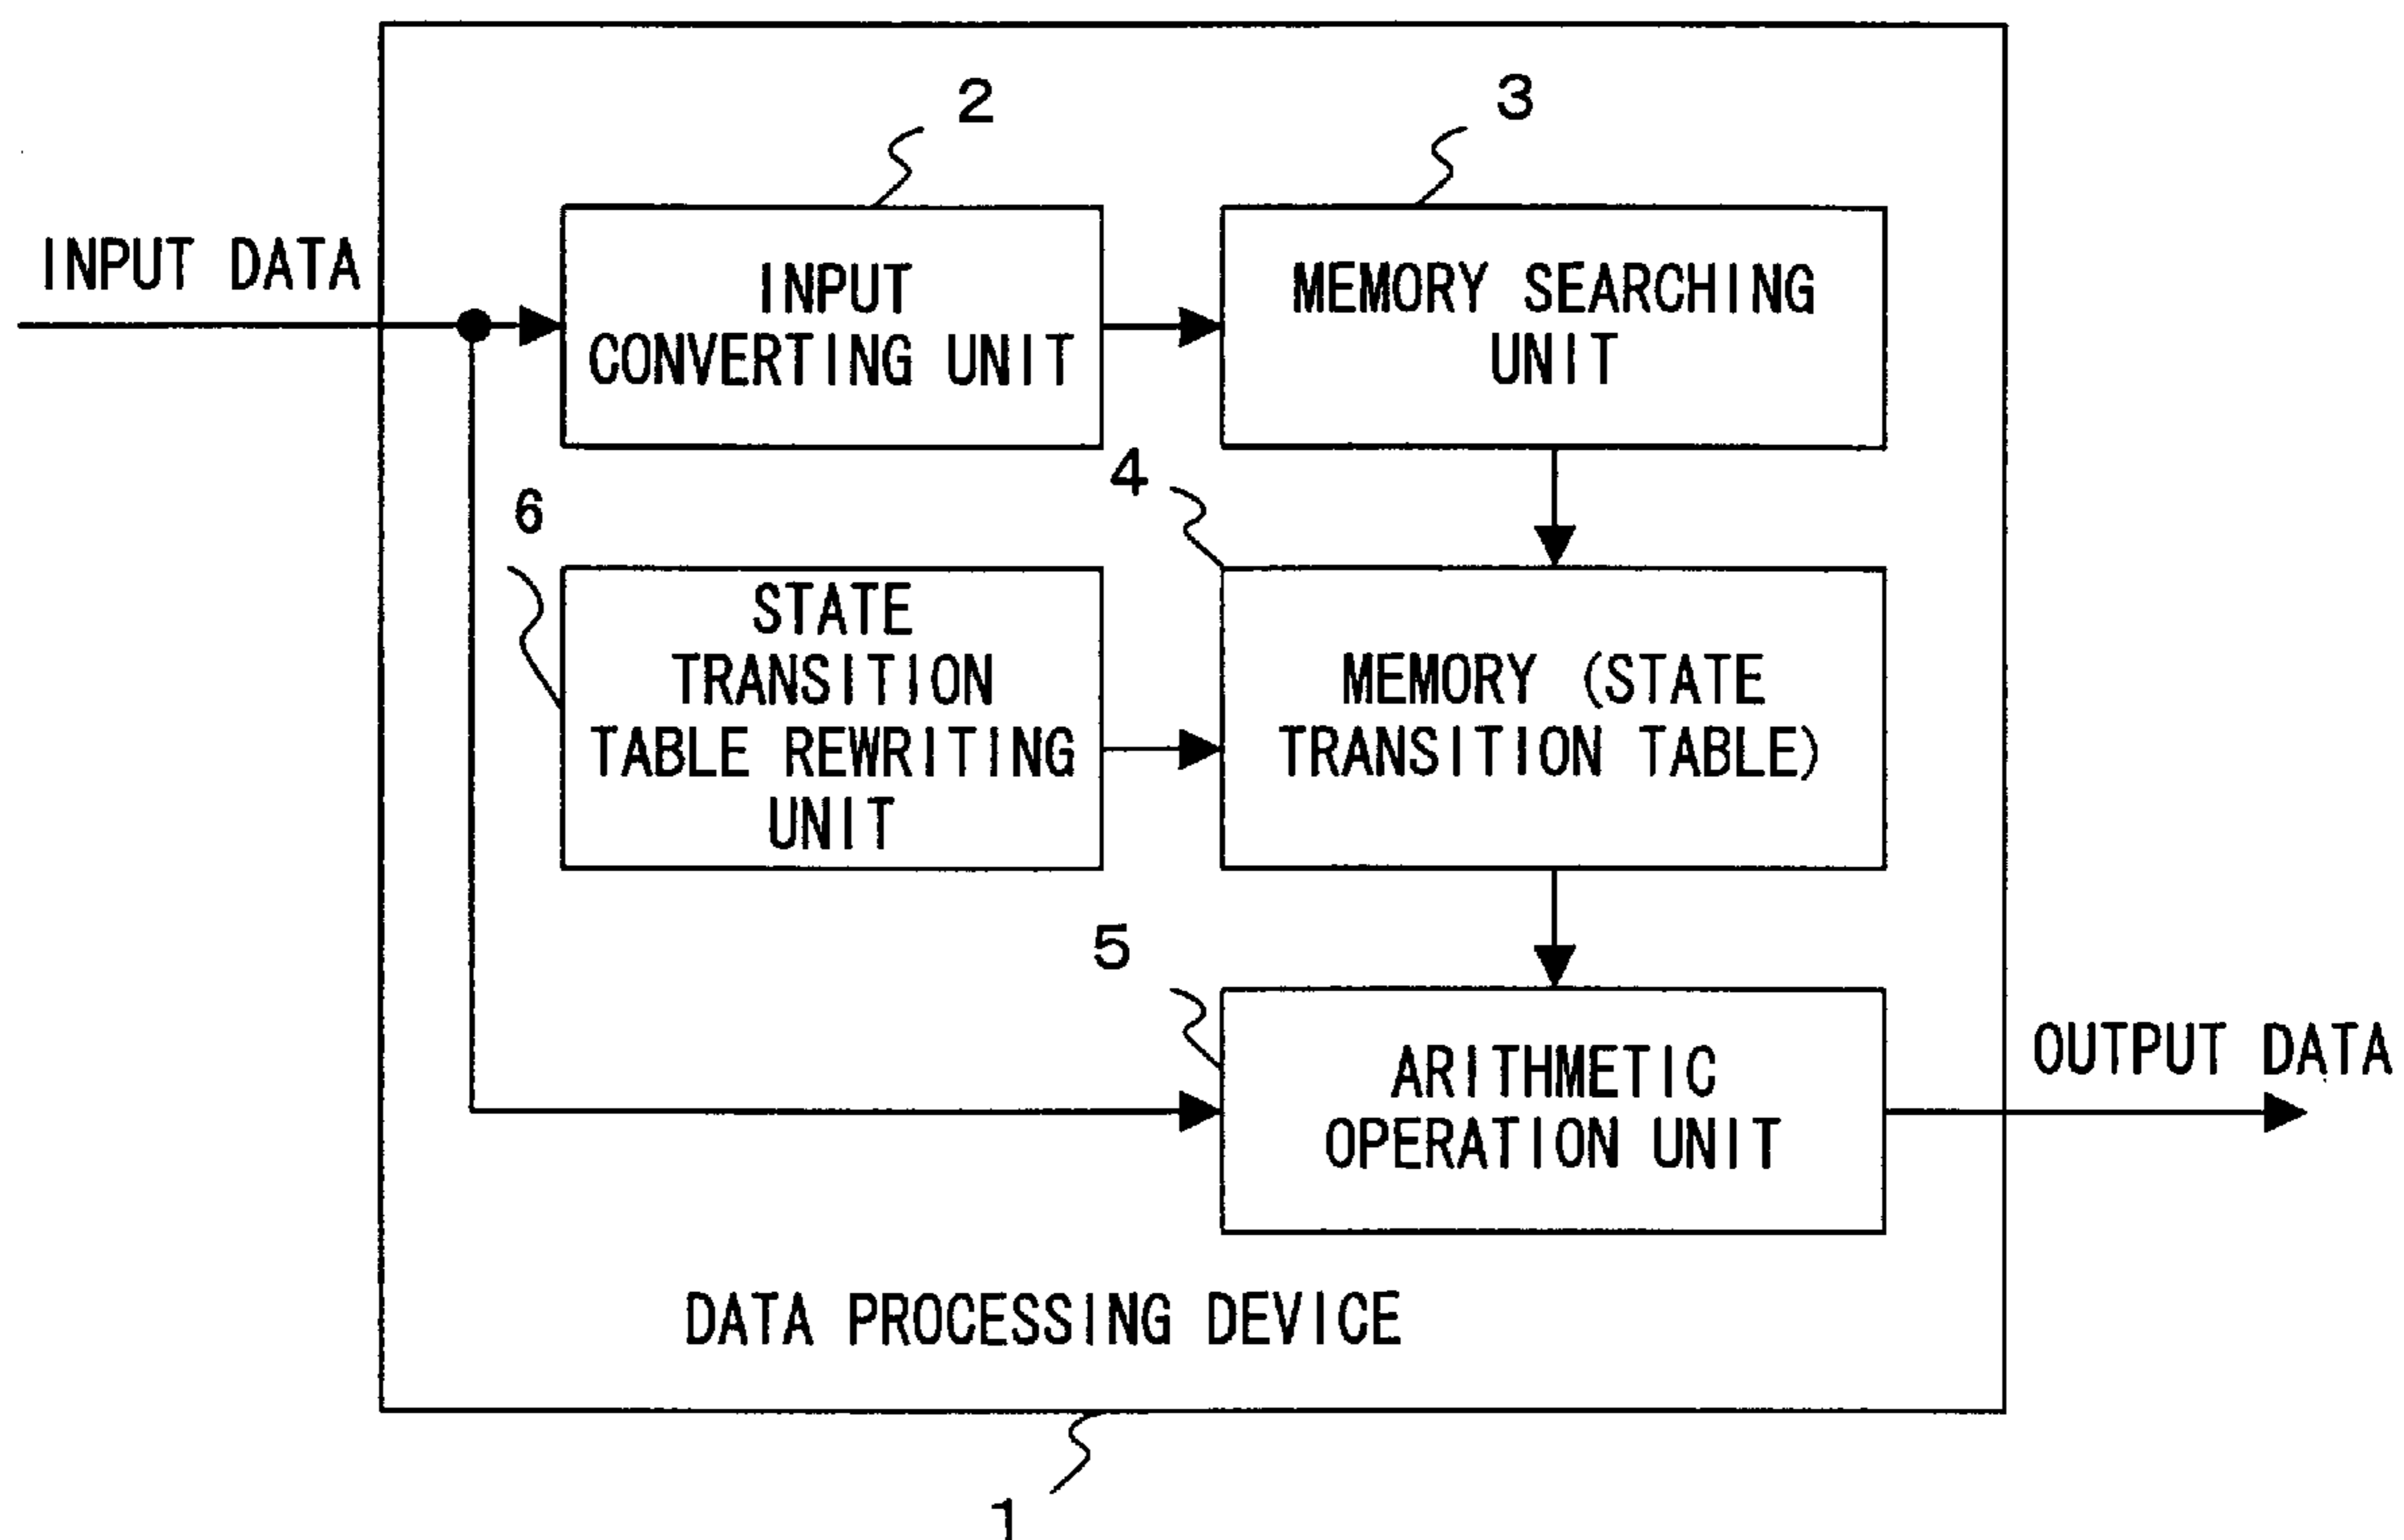 2
3
INPUT DATA
INPUT
CONVERTING UNIT
MEMORY SEARCHING
UNIT
6
4
STATE
TRANSITION
TABLE REWRITING
UNIT
MEMORY (STATE
TRANSITION TABLE)
5
ARITHMETIC
OPERATION UNIT
OUTPUT DATA
DATA PROCESSING DEVICE
1